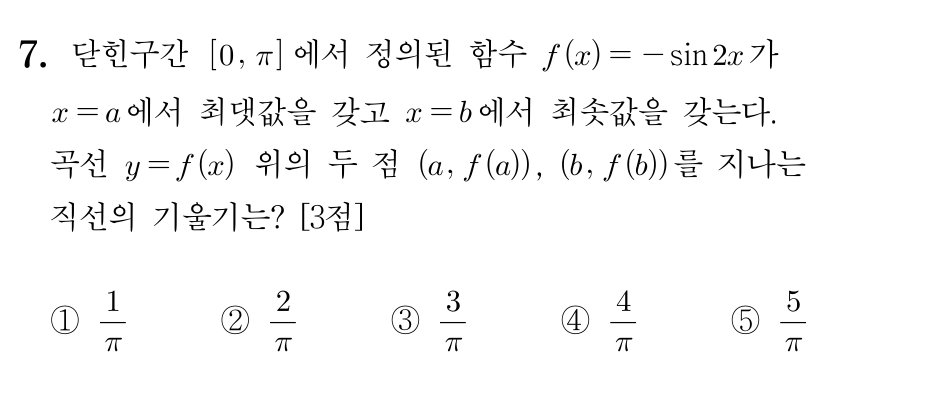 7. 닫힌구간 [0, π]에서 정의된 함수 f(x) = −sin2x가
x = a에서 최댓값을 갖고 x = b에서 최솟값을 갖는다.
곡선 y = f(x) 위의 두 점 (a, f(a)), (b, f(b))를 지나는
직선의 기울기는? [3점]
① 1/π ② 2/π ③ 3/π ④ 4/π ⑤ 5/π